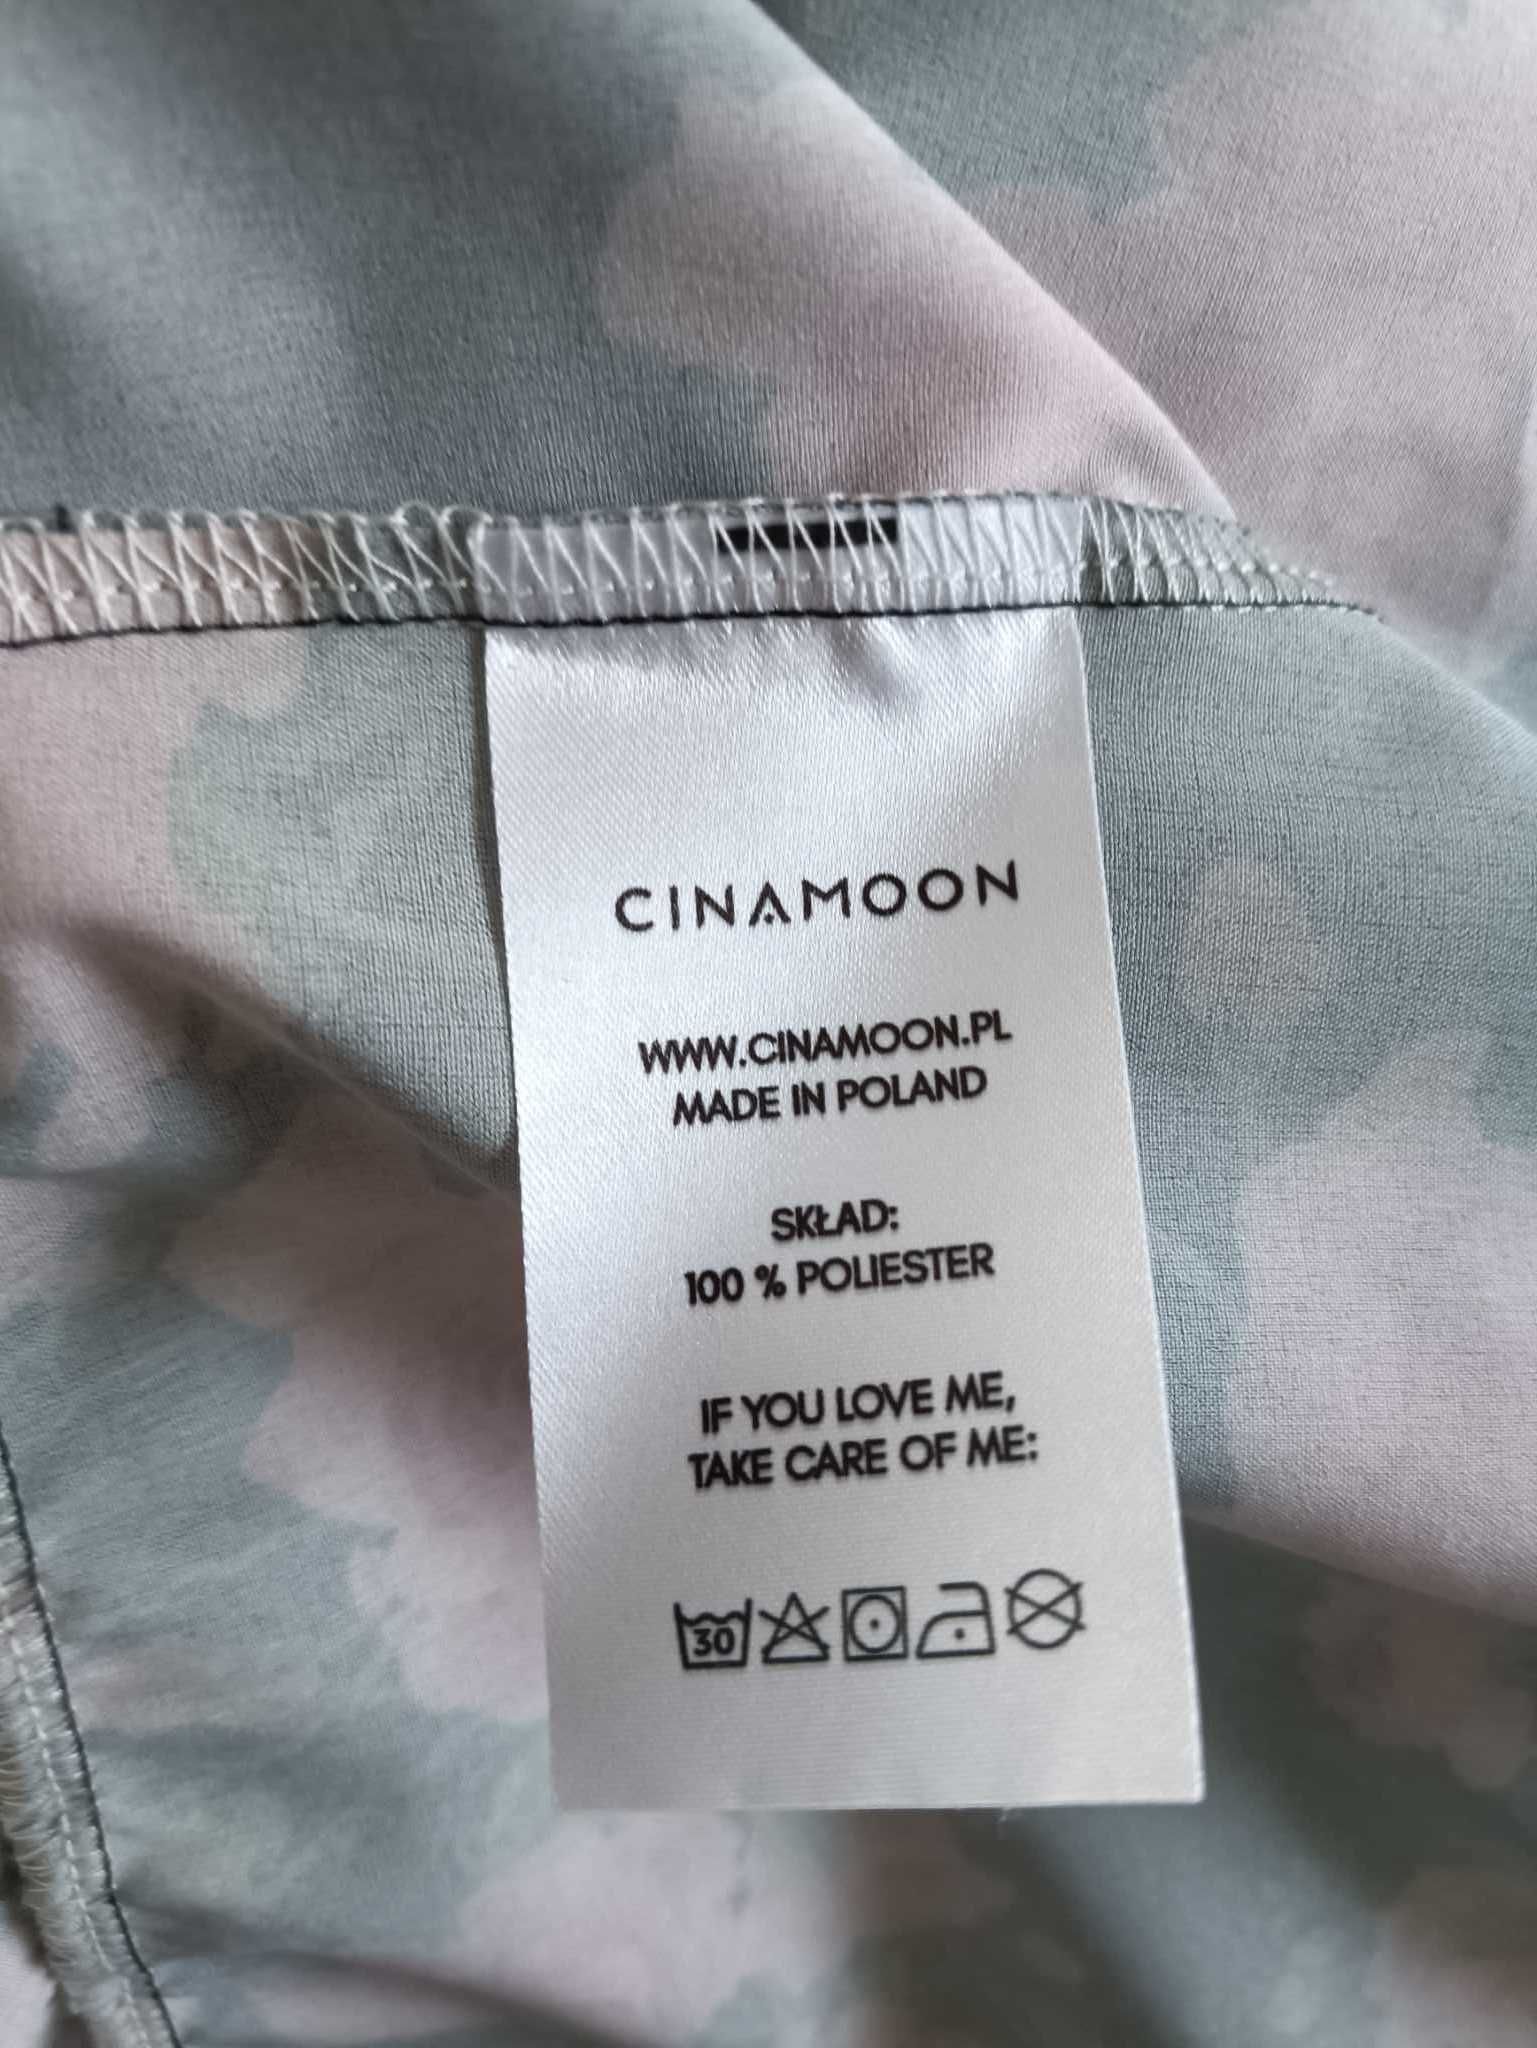 CINAMOON
WWW.CINAMOON.PL
MADE IN POLAND
SKŁAD:
100 % POLIESTER
IF YOU LOVE ME,
TAKE CARE OF ME:
30